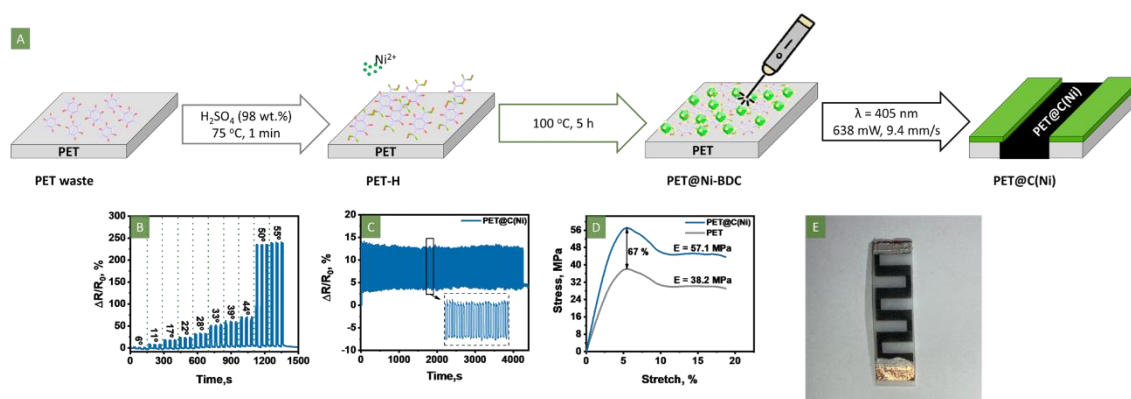 A
Ni²⁺
H₂SO₄ (98 wt.%)
75 °C, 1 min
100 °C, 5 h
λ = 405 nm
638 mW, 9.4 mm/s
PET@C(Ni)
PET
PET
PET
PET waste
PET-H
PET@Ni-BDC
PET@C(Ni)
B
ΔR/R₀, %
300
250
200
150
100
50
0
6°
11°
17°
22°
28°
33°
39°
44°
50°
55°
0 300 600 900 1200 1500
Time,s
C
PET@C(Ni)
ΔR/R₀, %
20
15
10
5
0
-5
-10
0 1000 2000 3000 4000
Time,s
D
PET@C(Ni)
PET
Stress, MPa
56
48
40
32
24
16
8
0
67 %
E = 57.1 MPa
E = 38.2 MPa
0 5 10 15 20
Stretch, %
E